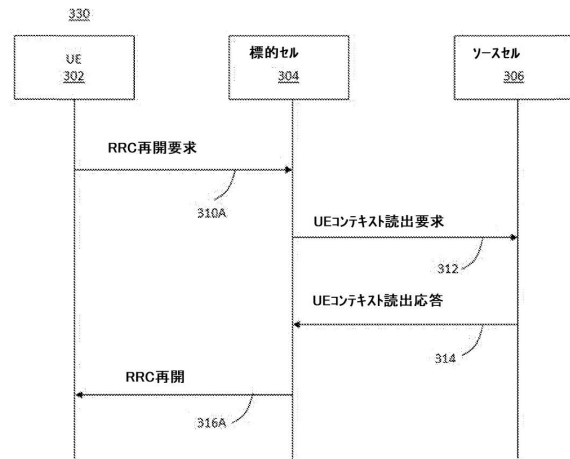 330
UE
302
標的セル
304
ソースセル
306
RRC再開要求
310A
UEコンテキスト読出要求
312
UEコンテキスト読出応答
314
RRC再開
316A